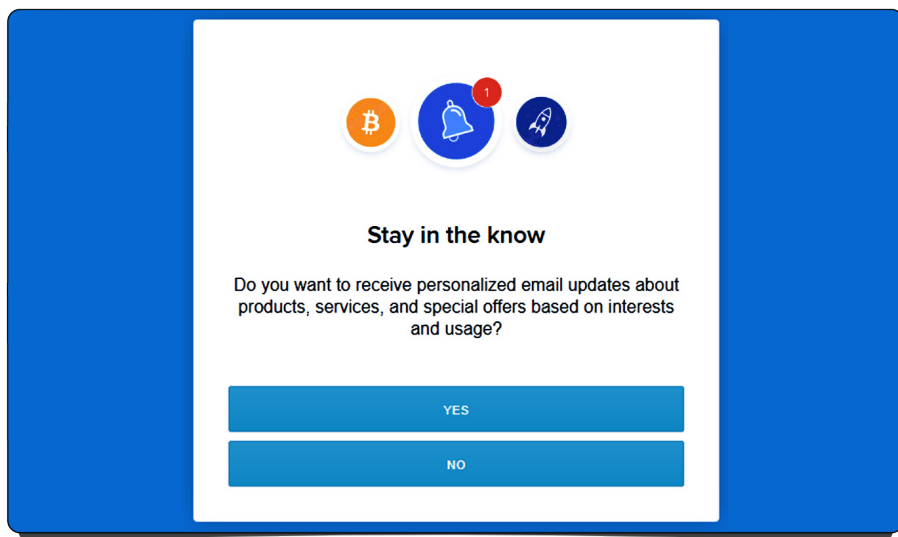 1
Stay in the know
Do you want to receive personalized email updates about
products, services, and special offers based on interests
and usage?
YES
NO